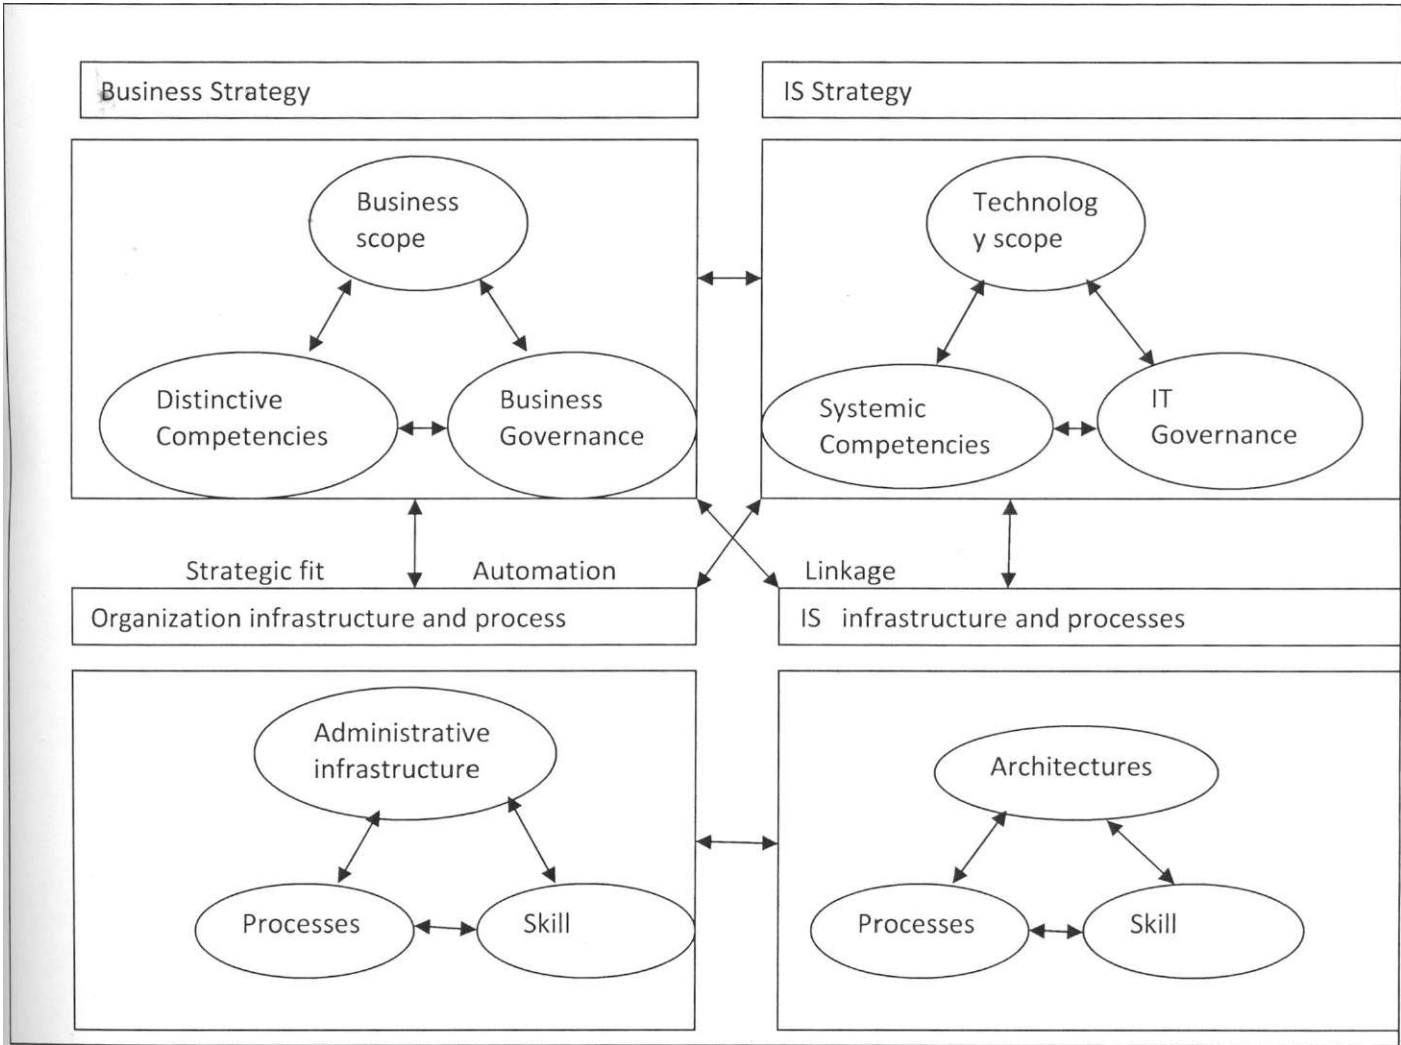 Business Strategy
IS Strategy
Business
scope
Technolog
y scope
Distinctive
Competencies
Business
Governance
Systemic
Competencies
IT
Governance
Strategic fit
Automation
Linkage
Organization infrastructure and process
IS   infrastructure and processes
Administrative
infrastructure
Architectures
Processes
Skill
Processes
Skill